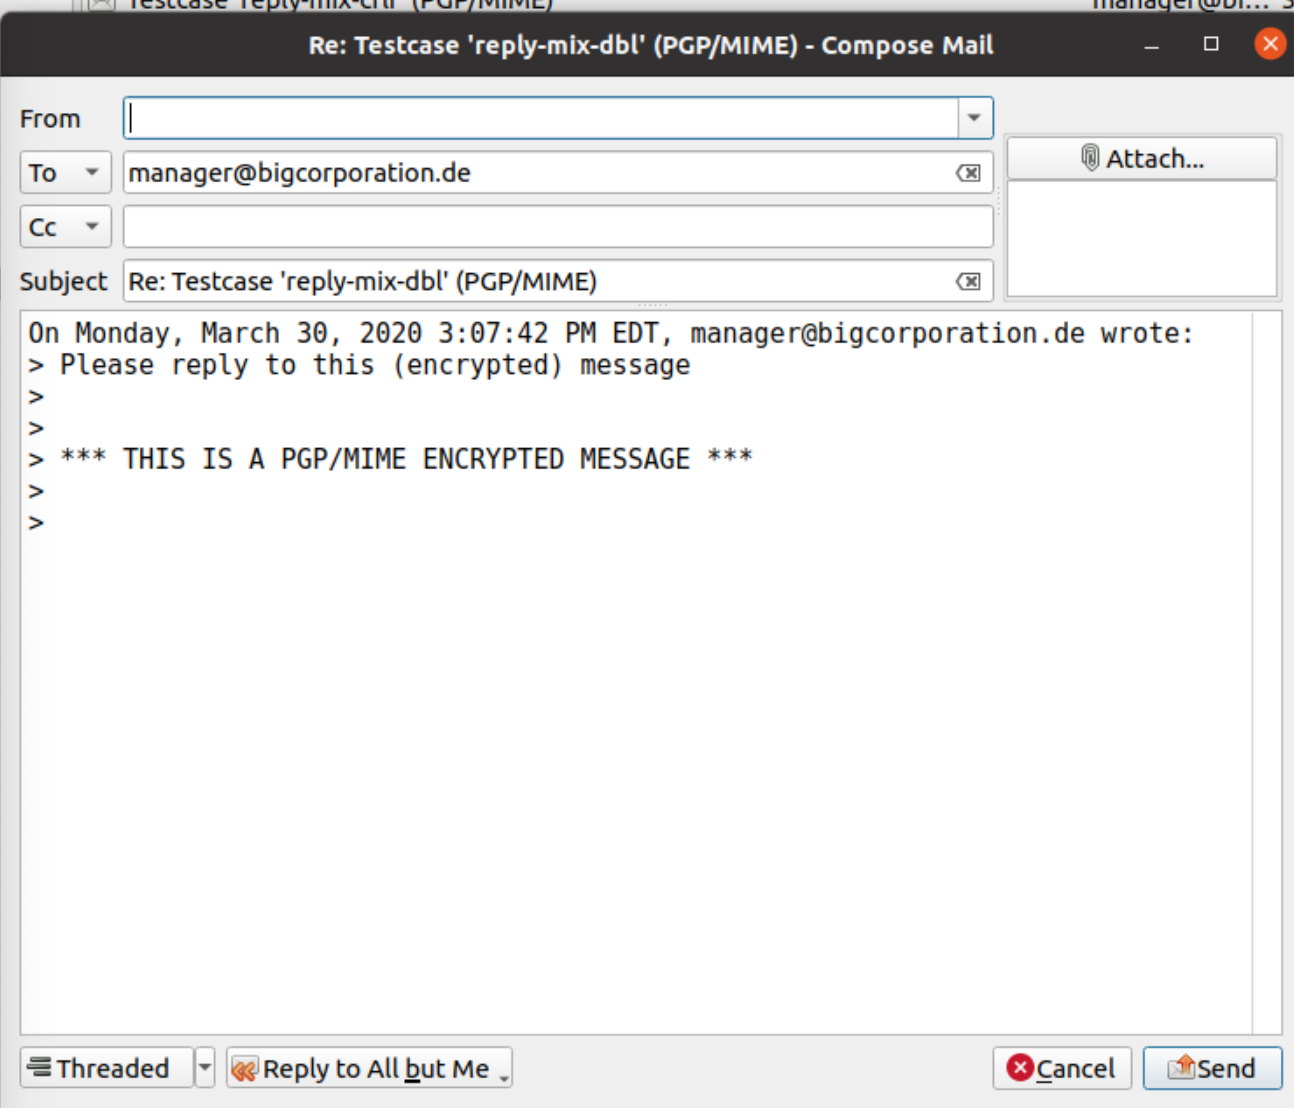 Testcase 'reply-mix-crlf' (PGP/MIME) manager@bi...
Re: Testcase 'reply-mix-dbl' (PGP/MIME) - Compose Mail
From
To manager@bigcorporation.de
Attach...
Cc
Subject Re: Testcase 'reply-mix-dbl' (PGP/MIME)
On Monday, March 30, 2020 3:07:42 PM EDT, manager@bigcorporation.de wrote:
> Please reply to this (encrypted) message
>
>
> *** THIS IS A PGP/MIME ENCRYPTED MESSAGE ***
>
>
Threaded Reply to All but Me Cancel Send